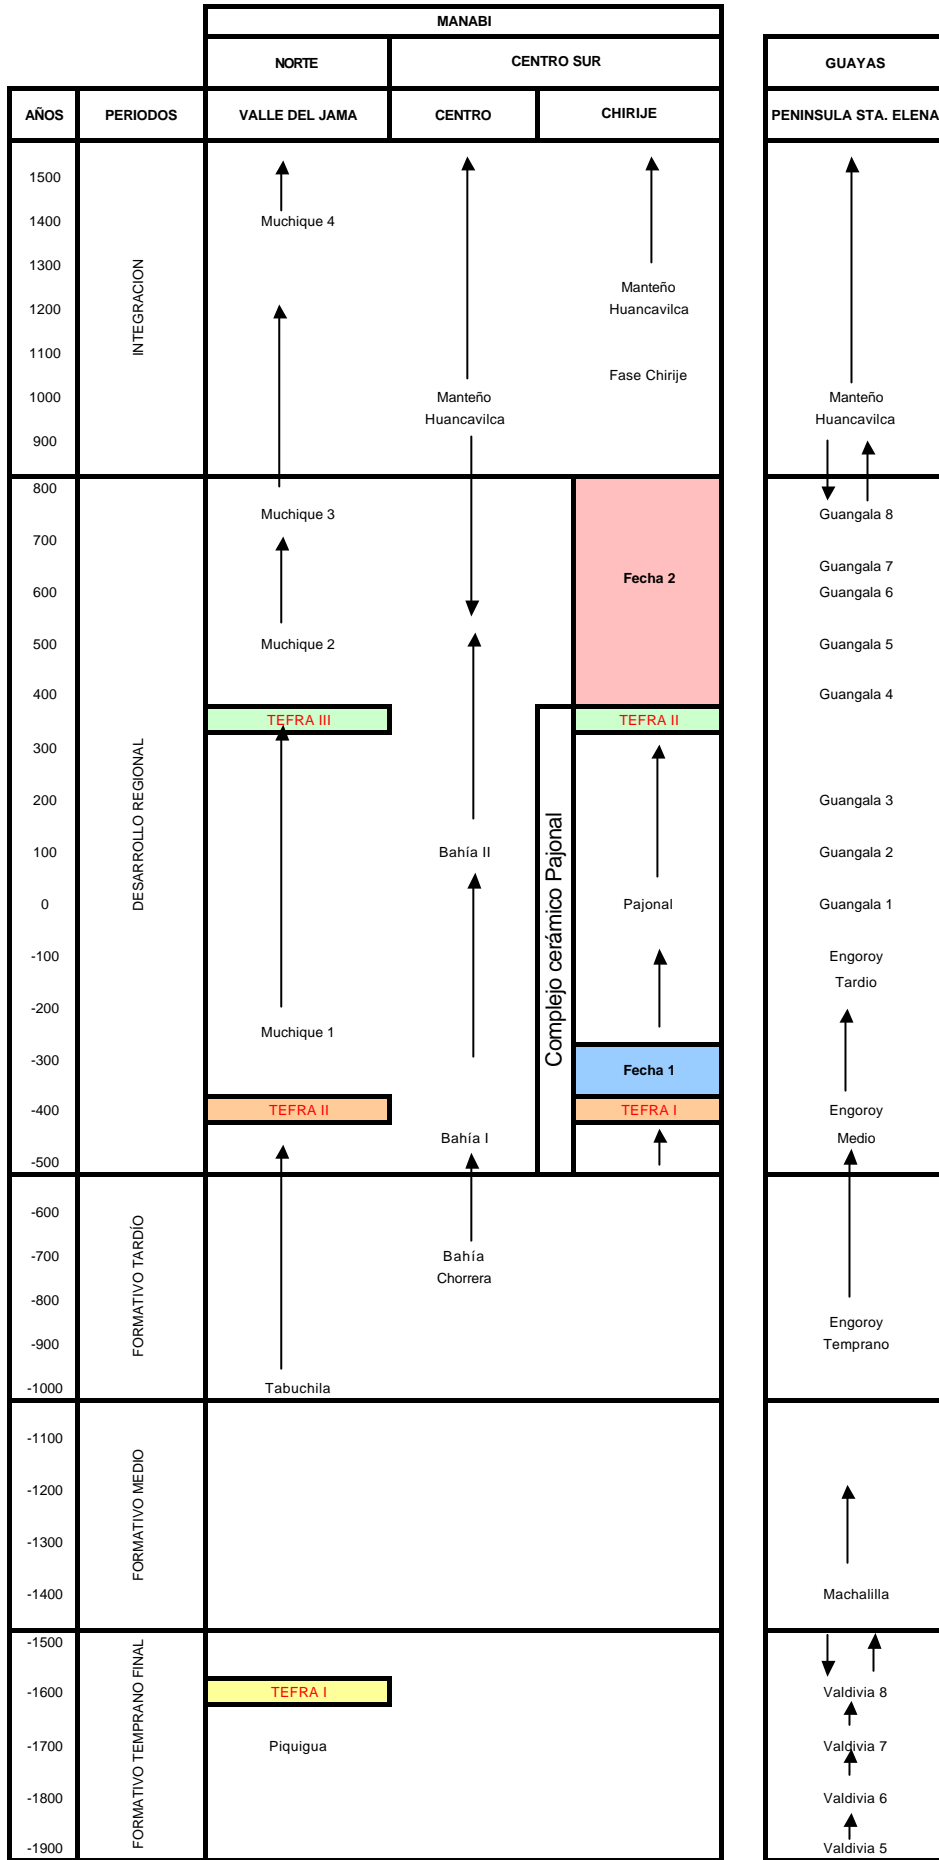 MANABI
NORTE CENTRO SUR GUAYAS
AÑOS PERIODOS VALLE DEL JAMA CENTRO CHIRIJE PENINSULA STA. ELENA
INTEGRACION
1500
1400 Muchique 4
1300
Manteño
1200 Huancavilca
1100
Fase Chirije
1000 Manteño Manteño
Huancavilca Huancavilca
900
DESARROLLO REGIONAL
800
Muchique 3 Guangala 8
700
Guangala 7
Fecha 2
600 Guangala 6
500 Muchique 2 Guangala 5
400 Guangala 4
TEFRA III TEFRA II
300
Complejo cerámico Pajonal
200 Guangala 3
100 Bahía II Guangala 2
0 Pajonal Guangala 1
-100 Engoroy
Tardio
-200
Muchique 1
-300
Fecha 1
-400 TEFRA II TEFRA I Engoroy
Bahía I Medio
-500
FORMATIVO TARDÍO
-600
-700 Bahía
Chorrera
-800
Engoroy
-900 Temprano
-1000 Tabuchila
FORMATIVO MEDIO
-1100
-1200
-1300
-1400 Machalilla
FORMATIVO TEMPRANO FINAL
-1500
-1600 TEFRA I Valdivia 8
-1700 Piquigua Valdivia 7
-1800 Valdivia 6
-1900 Valdivia 5